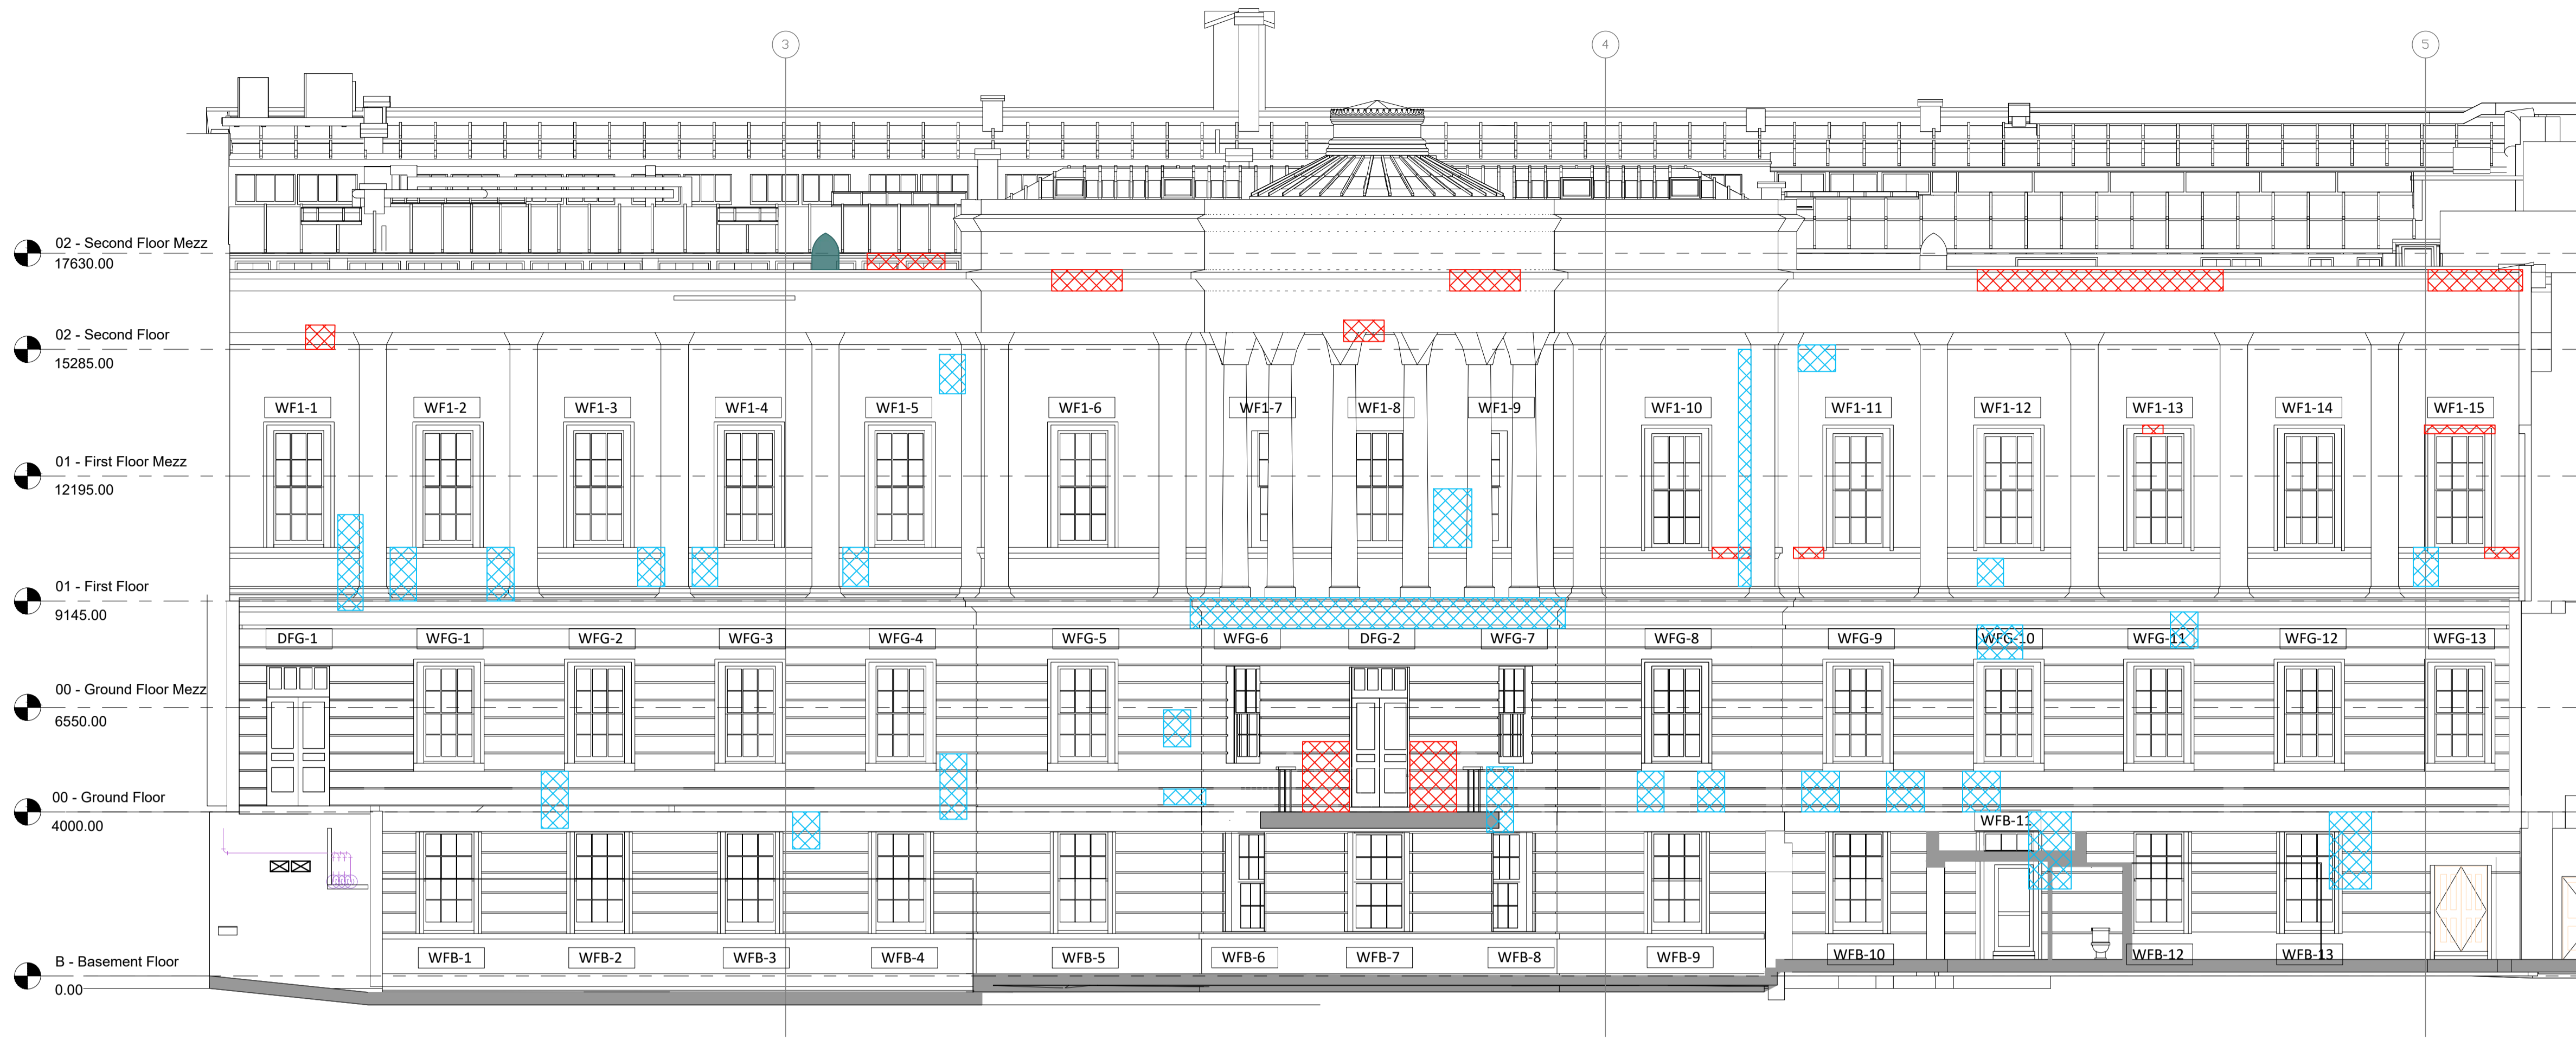 3
4
5
02 - Second Floor Mezz
17630.00
02 - Second Floor
15285.00
WF1-1
WF1-2
WF1-3
WF1-4
WF1-5
WF1-6
WF1-7
WF1-8
WF1-9
WF1-10
WF1-11
WF1-12
WF1-13
WF1-14
WF1-15
01 - First Floor Mezz
12195.00
01 - First Floor
9145.00
DFG-1
WFG-1
WFG-2
WFG-3
WFG-4
WFG-5
WFG-6
DFG-2
WFG-7
WFG-8
WFG-9
WFG-10
WFG-11
WFG-12
WFG-13
00 - Ground Floor Mezz
6550.00
00 - Ground Floor
4000.00
WFB-11
B - Basement Floor
0.00
WFB-1
WFB-2
WFB-3
WFB-4
WFB-5
WFB-6
WFB-7
WFB-8
WFB-9
WFB-10
WFB-12
WFB-13